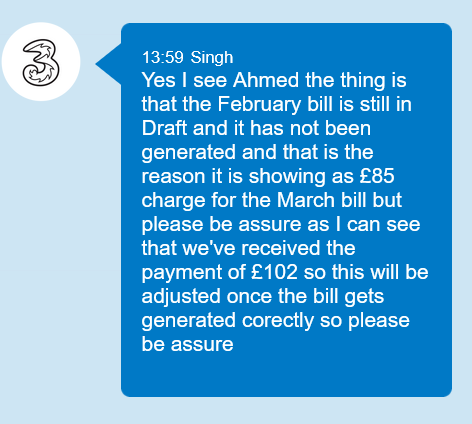 13:59 Singh
Yes I see Ahmed the thing is
that the February bill is still in
Draft and it has not been
generated and that is the
reason it is showing as £85
charge for the March bill but
please be assure as I can see
that we've received the
payment of £102 so this will be
adjusted once the bill gets
generated corectly so please
be assure